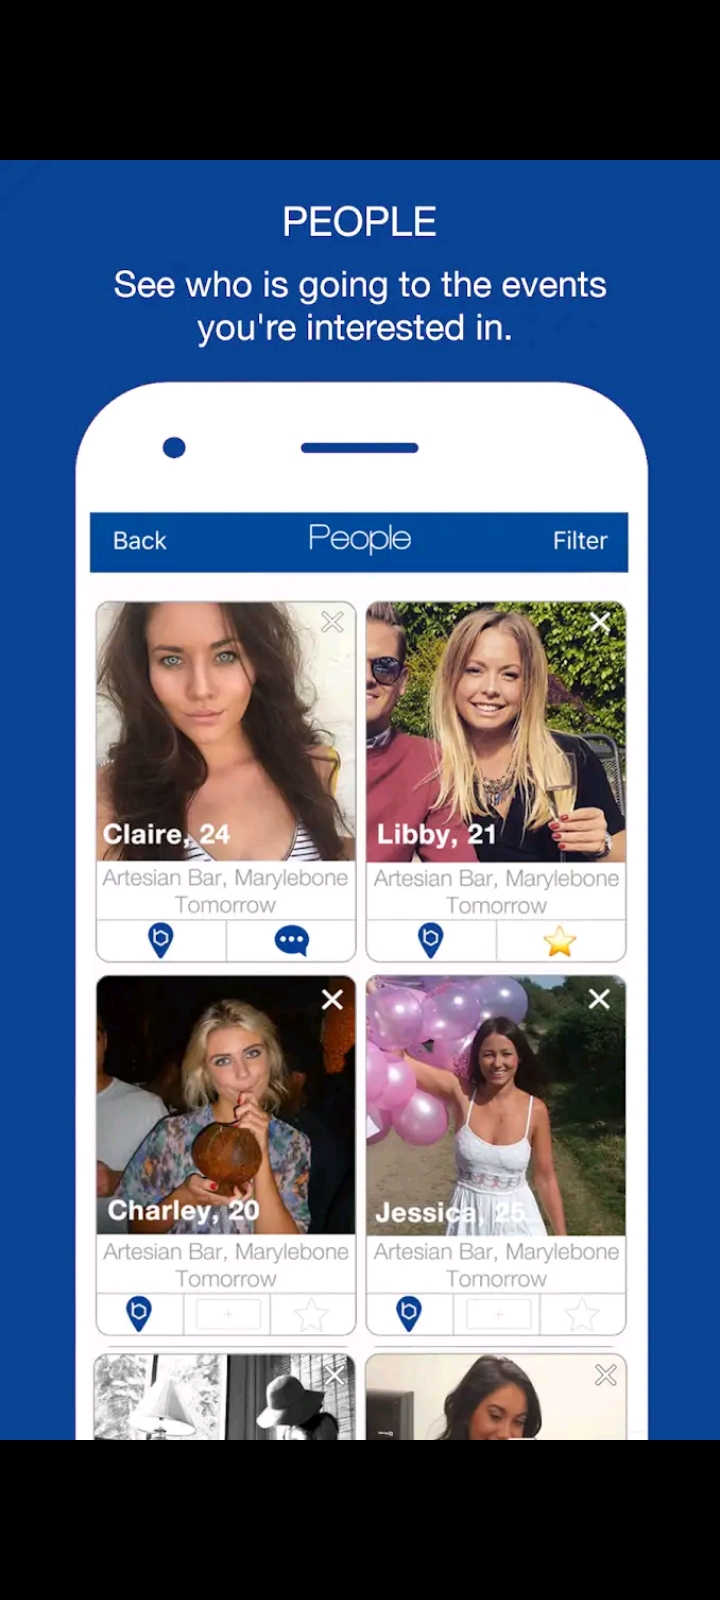 PEOPLE
See who is going to the events
you're interested in.
Back People Filter
Claire, 24
Artesian Bar, Marylebone
Tomorrow
Libby, 21
Artesian Bar, Marylebone
Tomorrow
Charley, 20
Artesian Bar, Marylebone
Tomorrow
Jessica, 25
Artesian Bar, Marylebone
Tomorrow